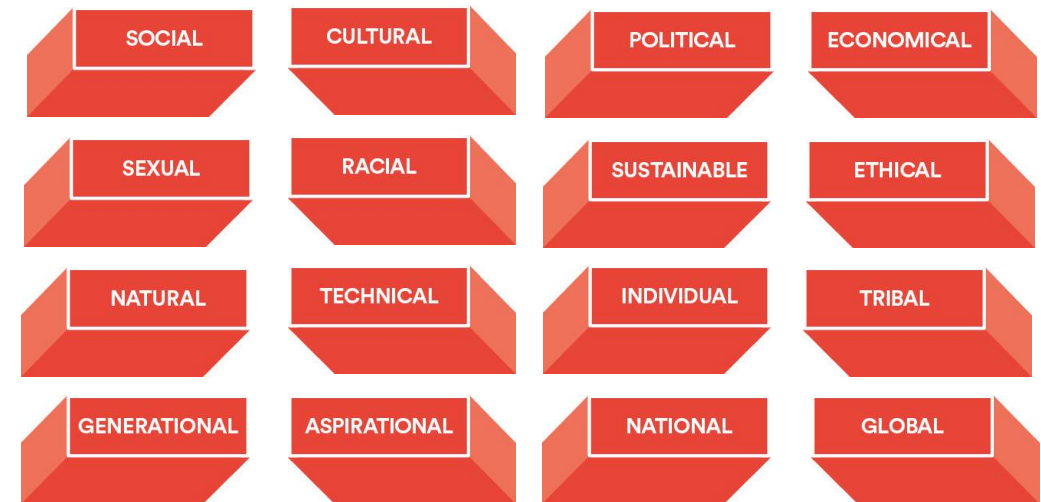 SOCIAL
CULTURAL
POLITICAL
ECONOMICAL
SEXUAL
RACIAL
SUSTAINABLE
ETHICAL
NATURAL
TECHNICAL
INDIVIDUAL
TRIBAL
GENERATIONAL
ASPIRATIONAL
NATIONAL
GLOBAL